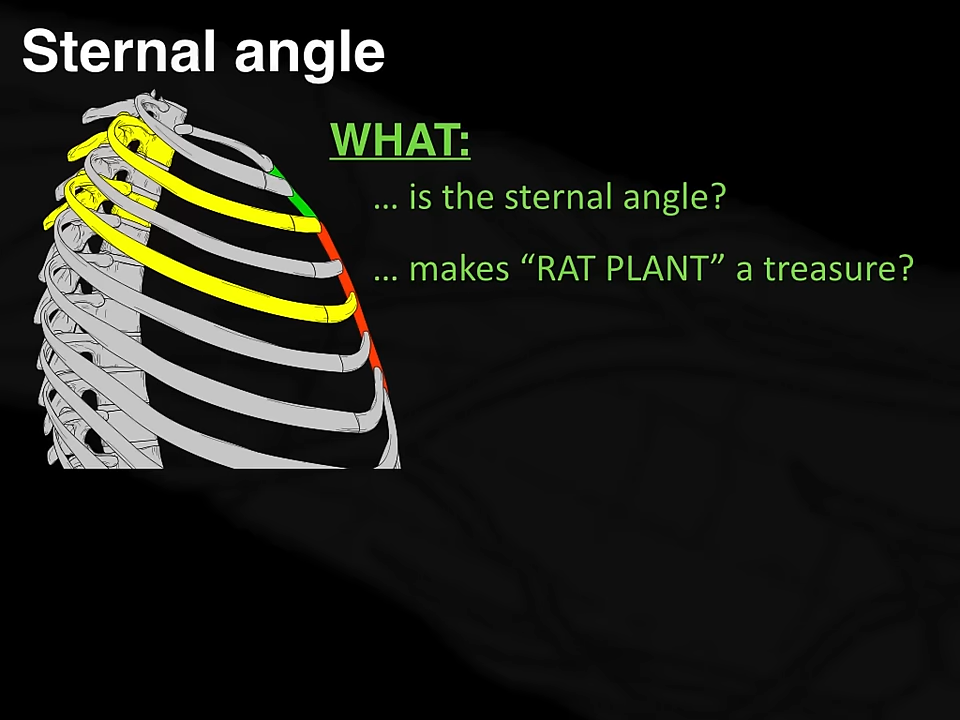 Sternal angle
WHAT:
… is the sternal angle?
… makes “RAT PLANT” a treasure?